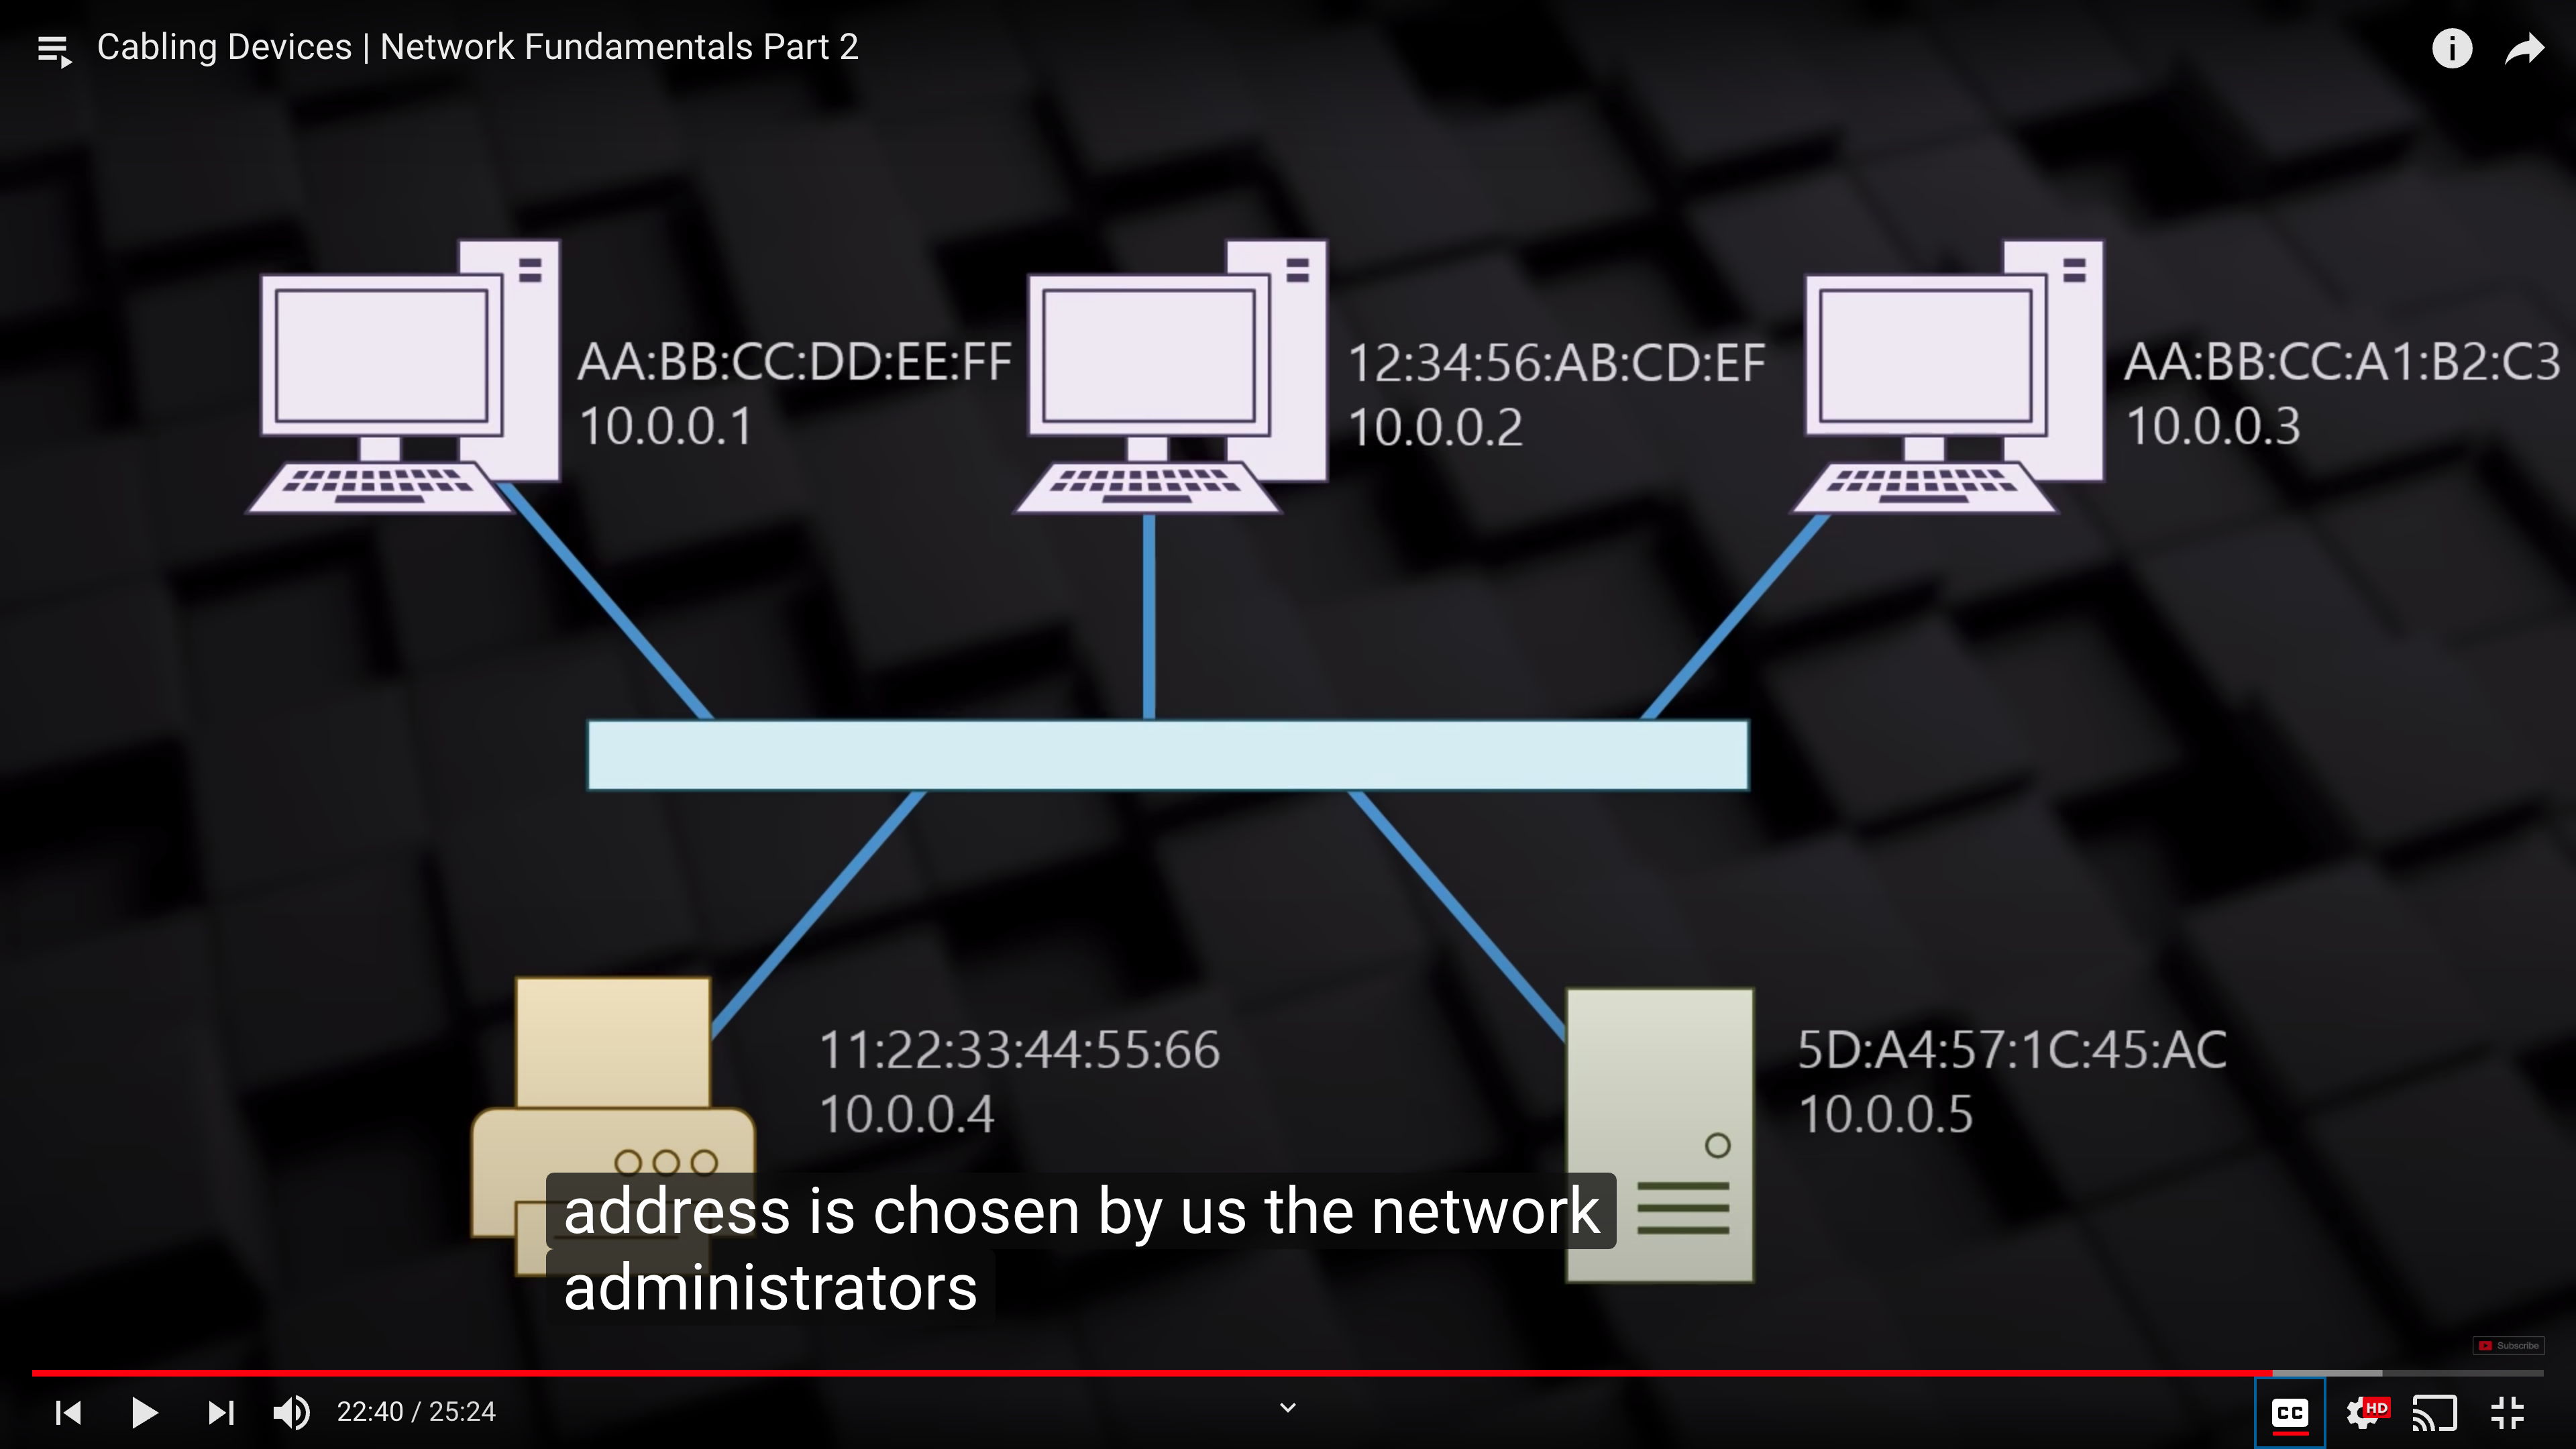 Cabling Devices | Network Fundamentals Part 2
AA:BB:CC:DD:EE:FF
10.0.0.1
12:34:56:AB:CD:EF
10.0.0.2
AA:BB:CC:A1:B2:C3
10.0.0.3
11:22:33:44:55:66
10.0.0.4
5D:A4:57:1C:45:AC
10.0.0.5
address is chosen by us the network
administrators
Subscribe
22:40 / 25:24
CC
HD